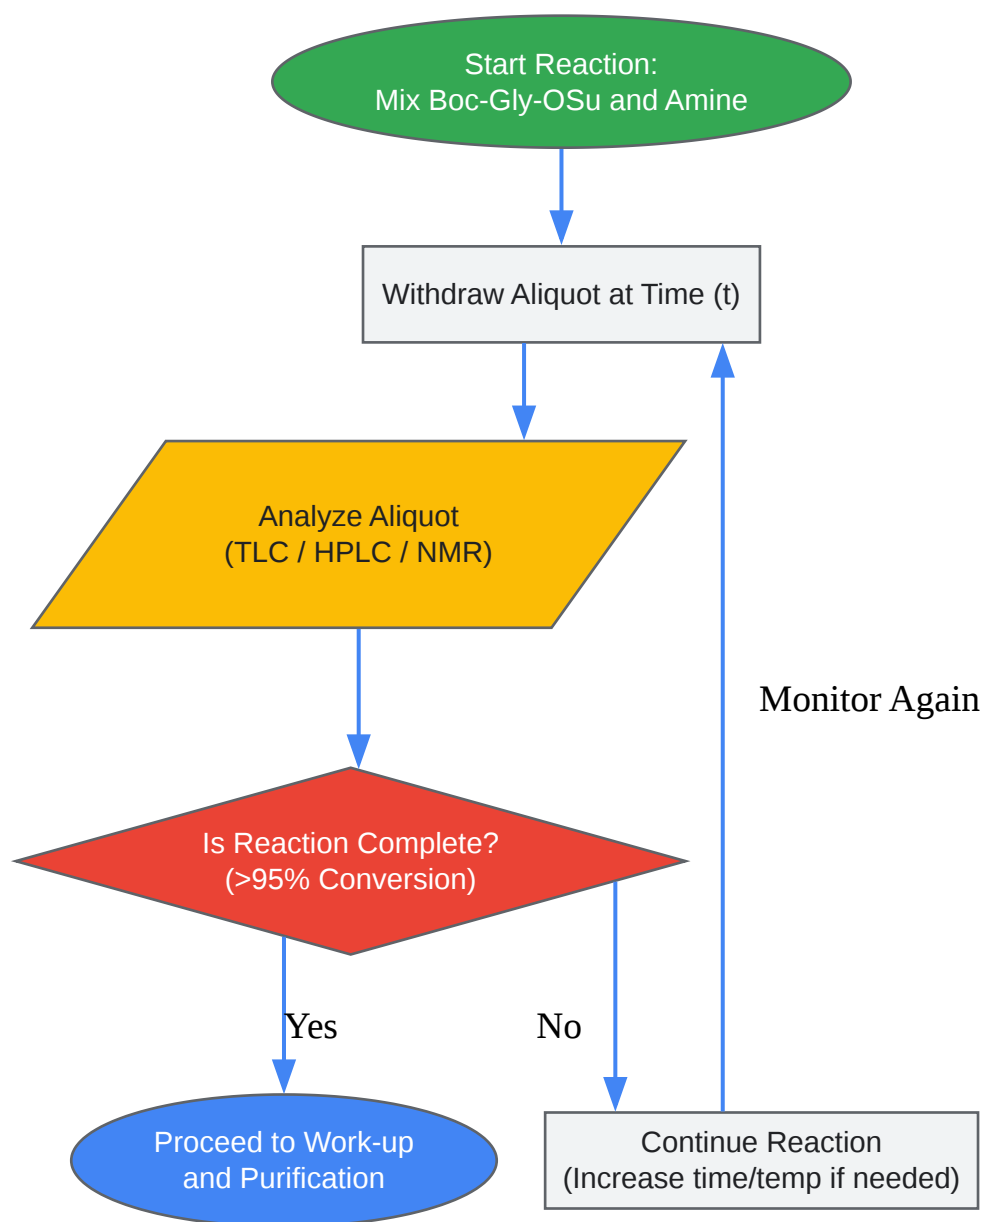 Start Reaction:
Mix Boc-Gly-OSu and Amine
Withdraw Aliquot at Time (t)
Analyze Aliquot
(TLC / HPLC / NMR)
Monitor Again
Is Reaction Complete?
(>95% Conversion)
Yes
No
Proceed to Work-up
and Purification
Continue Reaction
(Increase time/temp if needed)